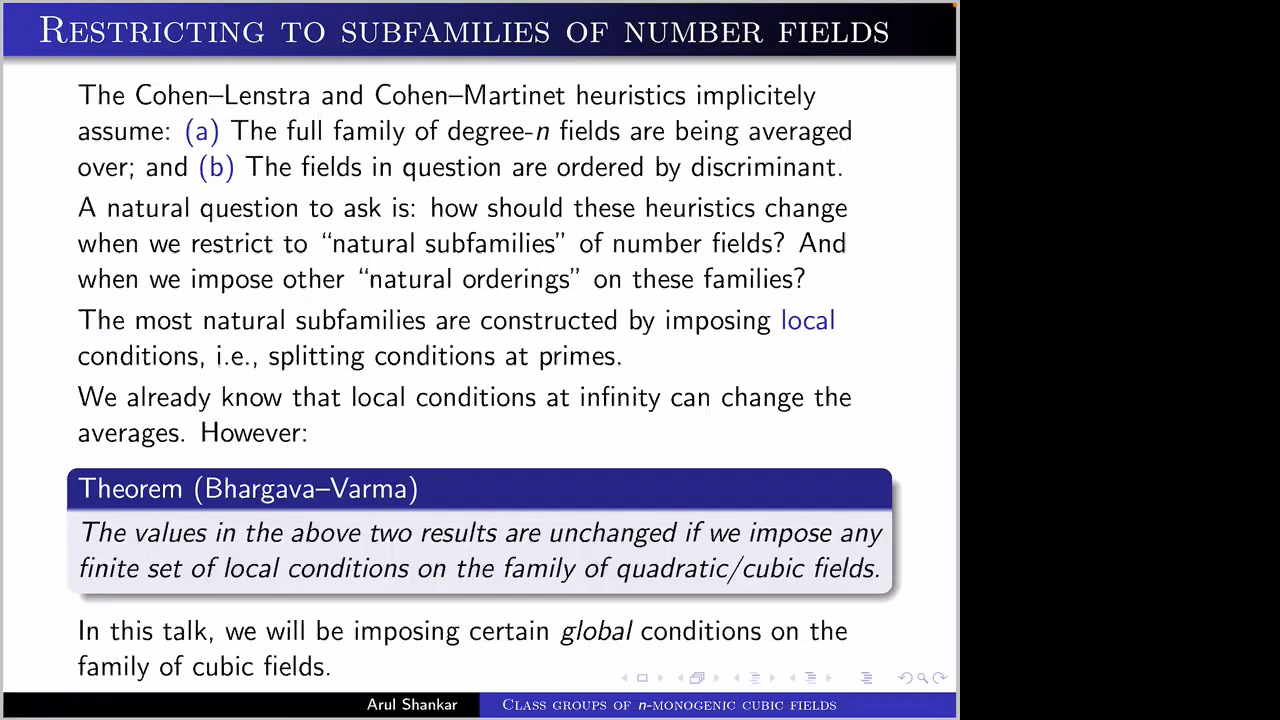 RESTRICTING TO SUBFAMILIES OF NUMBER FIELDS
The Cohen–Lenstra and Cohen–Martinet heuristics implicitely
assume: (a) The full family of degree-n fields are being averaged
over; and (b) The fields in question are ordered by discriminant.
A natural question to ask is: how should these heuristics change
when we restrict to “natural subfamilies” of number fields? And
when we impose other “natural orderings” on these families?
The most natural subfamilies are constructed by imposing local
conditions, i.e., splitting conditions at primes.
We already know that local conditions at infinity can change the
averages. However:
Theorem (Bhargava–Varma)
The values in the above two results are unchanged if we impose any
finite set of local conditions on the family of quadratic/cubic fields.
In this talk, we will be imposing certain global conditions on the
family of cubic fields.
Arul Shankar
CLASS GROUPS OF n-MONOGENIC CUBIC FIELDS